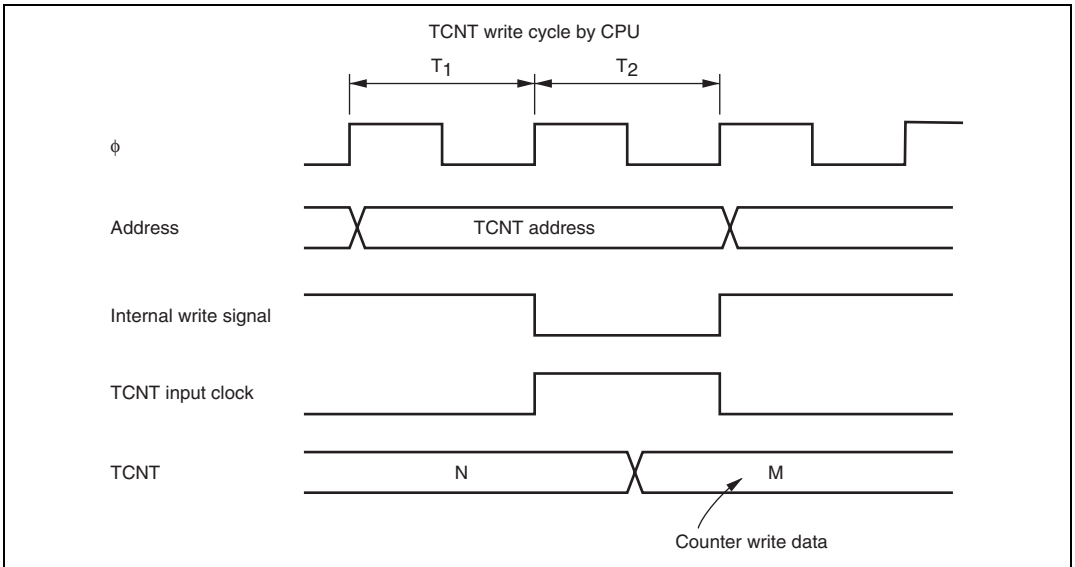 TCNT write cycle by CPU
T1 T2
ϕ
Address TCNT address
Internal write signal
TCNT input clock
TCNT N M
Counter write data